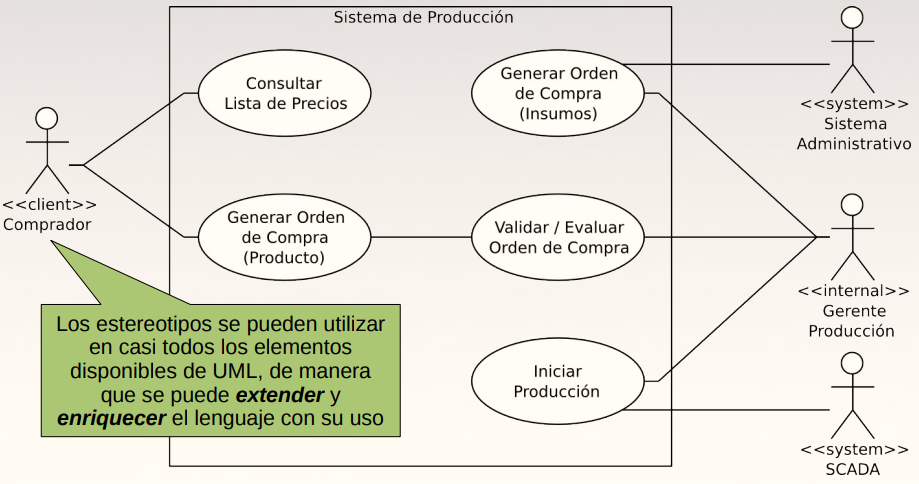 Sistema de Producción
Consultar
Lista de Precios
Generar Orden
de Compra
(Insumos)
<<system>>
Sistema
Administrativo
<<client>>
Comprador
Generar Orden
de Compra
(Producto)
Validar / Evaluar
Orden de Compra
<<internal>>
Gerente
Producción
Los estereotipos se pueden utilizar
en casi todos los elementos
disponibles de UML, de manera
que se puede extender y
enriquecer el lenguaje con su uso
Iniciar
Producción
<<system>>
SCADA